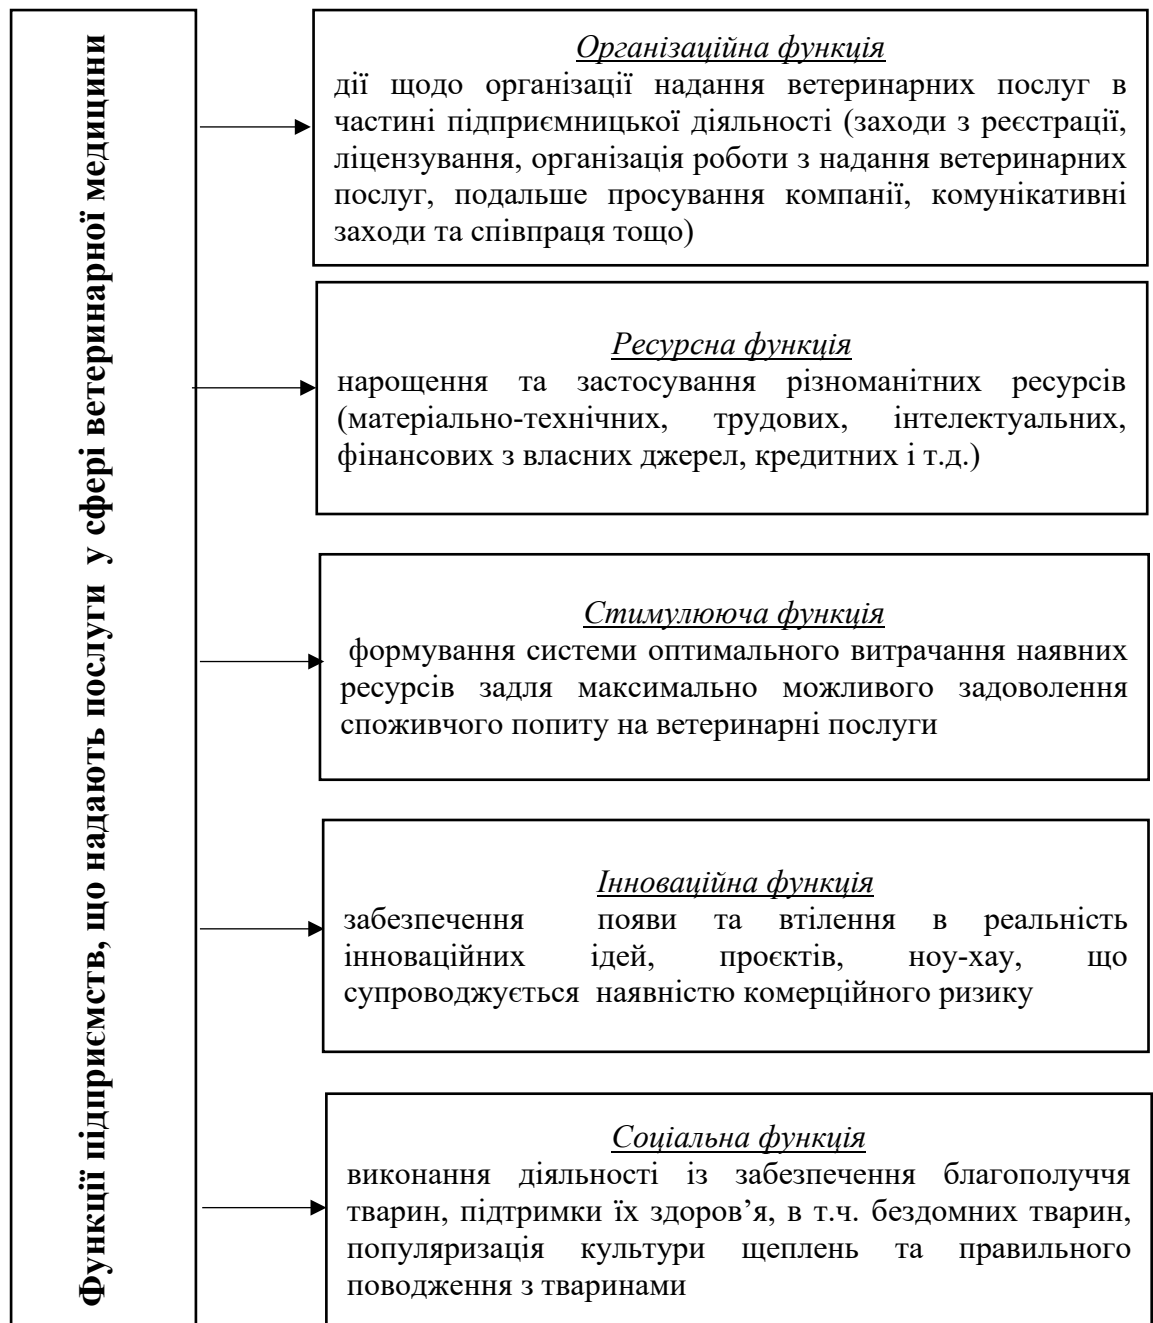 Функції підприємств, що надають послуги у сфері ветеринарної медицини
Організаційна функція
дії щодо організації надання ветеринарних послуг в
частині підприємницької діяльності (заходи з реєстрації,
ліцензування, організація роботи з надання ветеринарних
послуг, подальше просування компанії, комунікативні
заходи та співпраця тощо)
Ресурсна функція
нарощення та застосування різноманітних ресурсів
(матеріально-технічних, трудових, інтелектуальних,
фінансових з власних джерел, кредитних і т.д.)
Стимулююча функція
формування системи оптимального витрачання наявних
ресурсів задля максимально можливого задоволення
споживчого попиту на ветеринарні послуги
Інноваційна функція
забезпечення появи та втілення в реальність
інноваційних ідей, проєктів, ноу-хау, що
супроводжується наявністю комерційного ризику
Соціальна функція
виконання діяльності із забезпечення благополуччя
тварин, підтримки їх здоров’я, в т.ч. бездомних тварин,
популяризація культури щеплень та правильного
поводження з тваринами